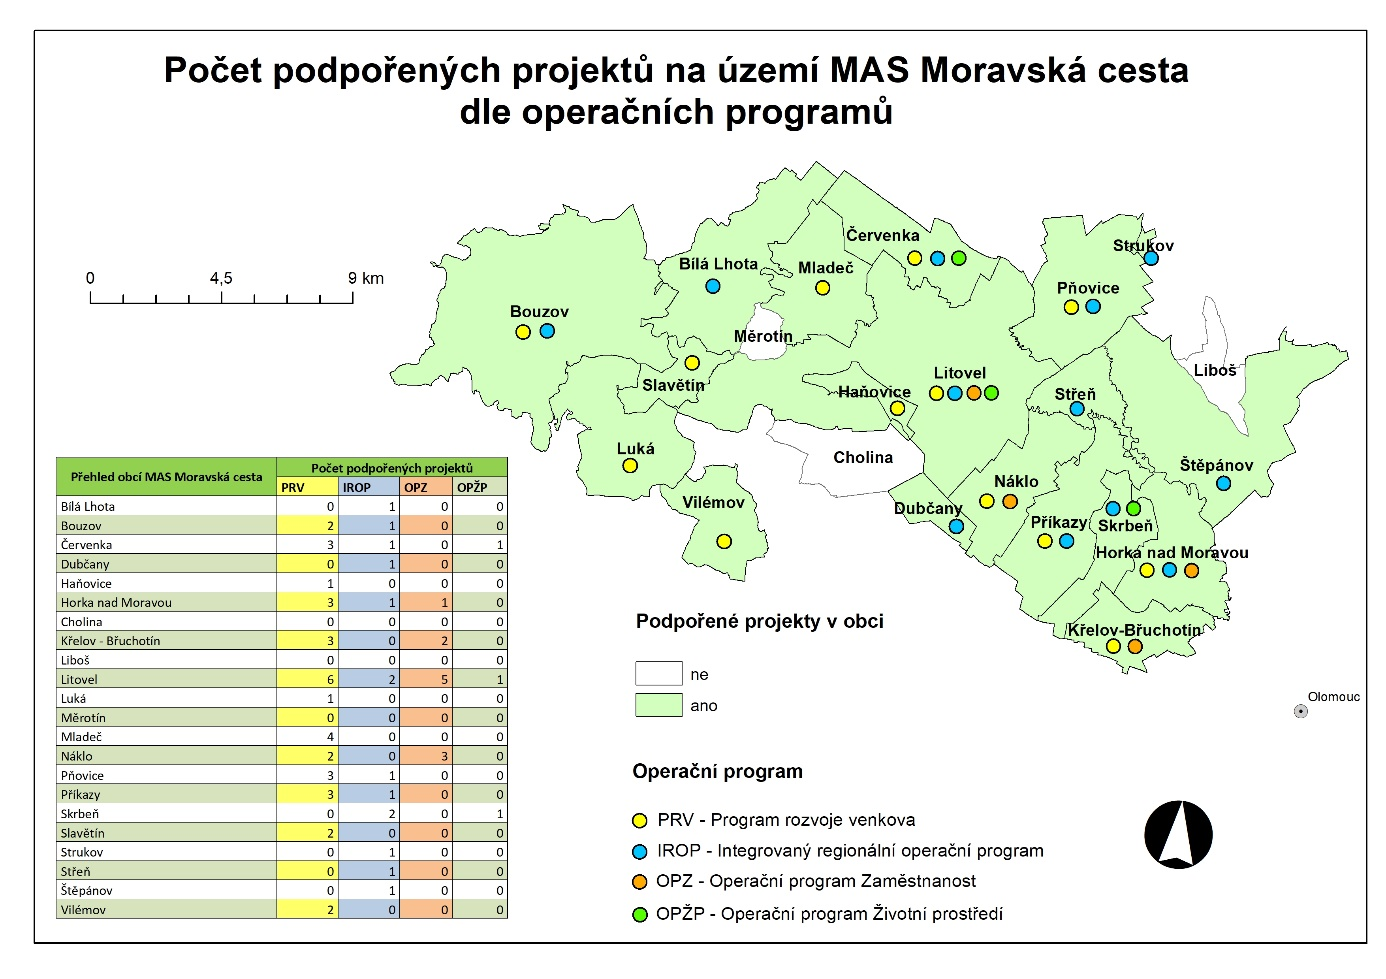 Počet podpořených projektů na území MAS Moravská cesta
dle operačních programů
0 4,5 9 km
Červenka
Strukov
Bílá Lhota
Mladeč
Pňovice
Bouzov
Měrotín
Liboš
Litovel
Slavětín
Haňovice
Střeň
Luká
Cholina
Štěpánov
Náklo
Vilémov
Dubčany
Příkazy
Skrbeň
Horka nad Moravou
Křelov-Břuchotín
Olomouc
Přehled obcí MAS Moravská cesta
Počet podpořených projektů
PRV IROP OPZ OPŽP
Bílá Lhota 0 1 0 0
Bouzov 2 1 0 0
Červenka 3 1 0 1
Dubčany 0 1 0 0
Haňovice 1 0 0 0
Horka nad Moravou 3 1 1 0
Cholina 0 0 0 0
Křelov - Břuchotín 3 0 2 0
Liboš 0 0 0 0
Litovel 6 2 5 1
Luká 1 0 0 0
Měrotín 0 0 0 0
Mladeč 4 0 0 0
Náklo 2 0 3 0
Pňovice 3 1 0 0
Příkazy 3 1 0 0
Skrbeň 0 2 0 1
Slavětín 2 0 0 0
Strukov 0 1 0 0
Střeň 0 1 0 0
Štěpánov 0 1 0 0
Vilémov 2 0 0 0
Podpořené projekty v obci
ne
ano
Operační program
PRV - Program rozvoje venkova
IROP - Integrovaný regionální operační program
OPZ - Operační program Zaměstnanost
OPŽP - Operační program Životní prostředí